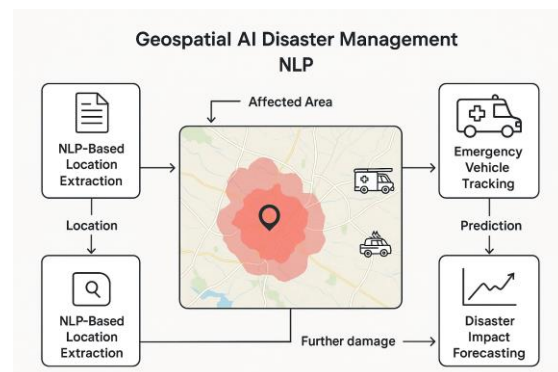 Geospatial AI Disaster Management
NLP
Affected Area
NLP-Based
Location
Extraction
Emergency
Vehicle
Tracking
Location
Prediction
NLP-Based
Location
Extraction
Further damage
Disaster
Impact
Forecasting